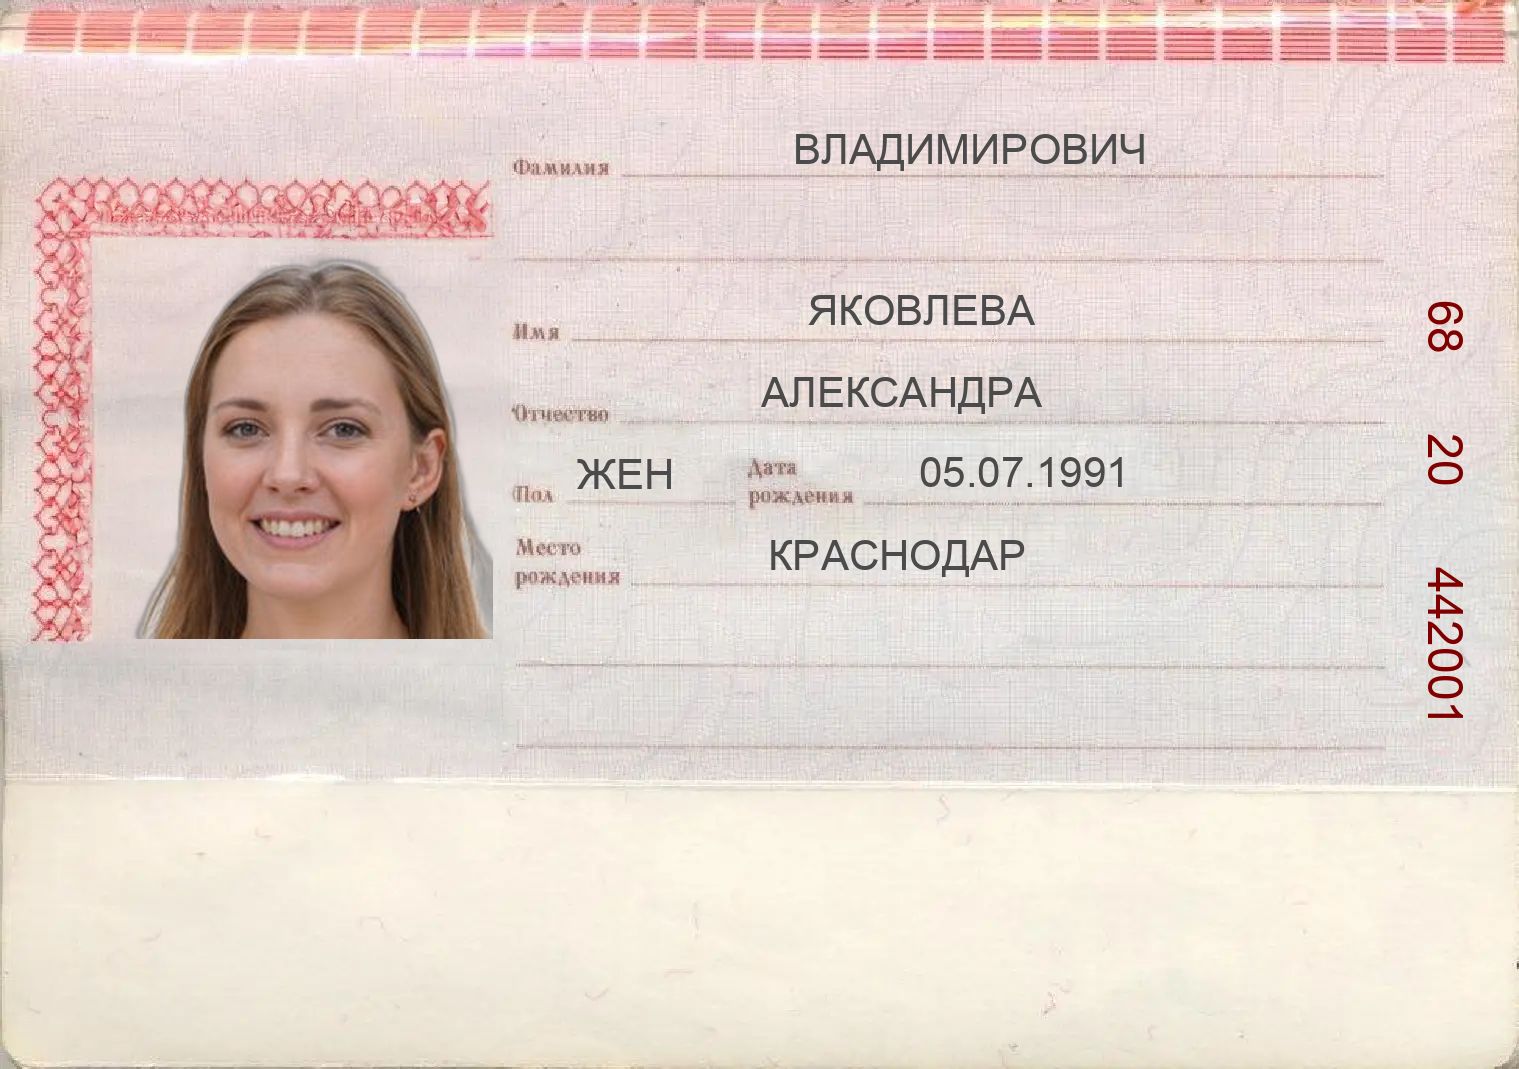 Фамилия ВЛАДИМИРОВИЧ
Имя ЯКОВЛЕВА
Отчество АЛЕКСАНДРА
Пол ЖЕН Дата рождения 05.07.1991
Место рождения КРАСНОДАР
68 20 442001